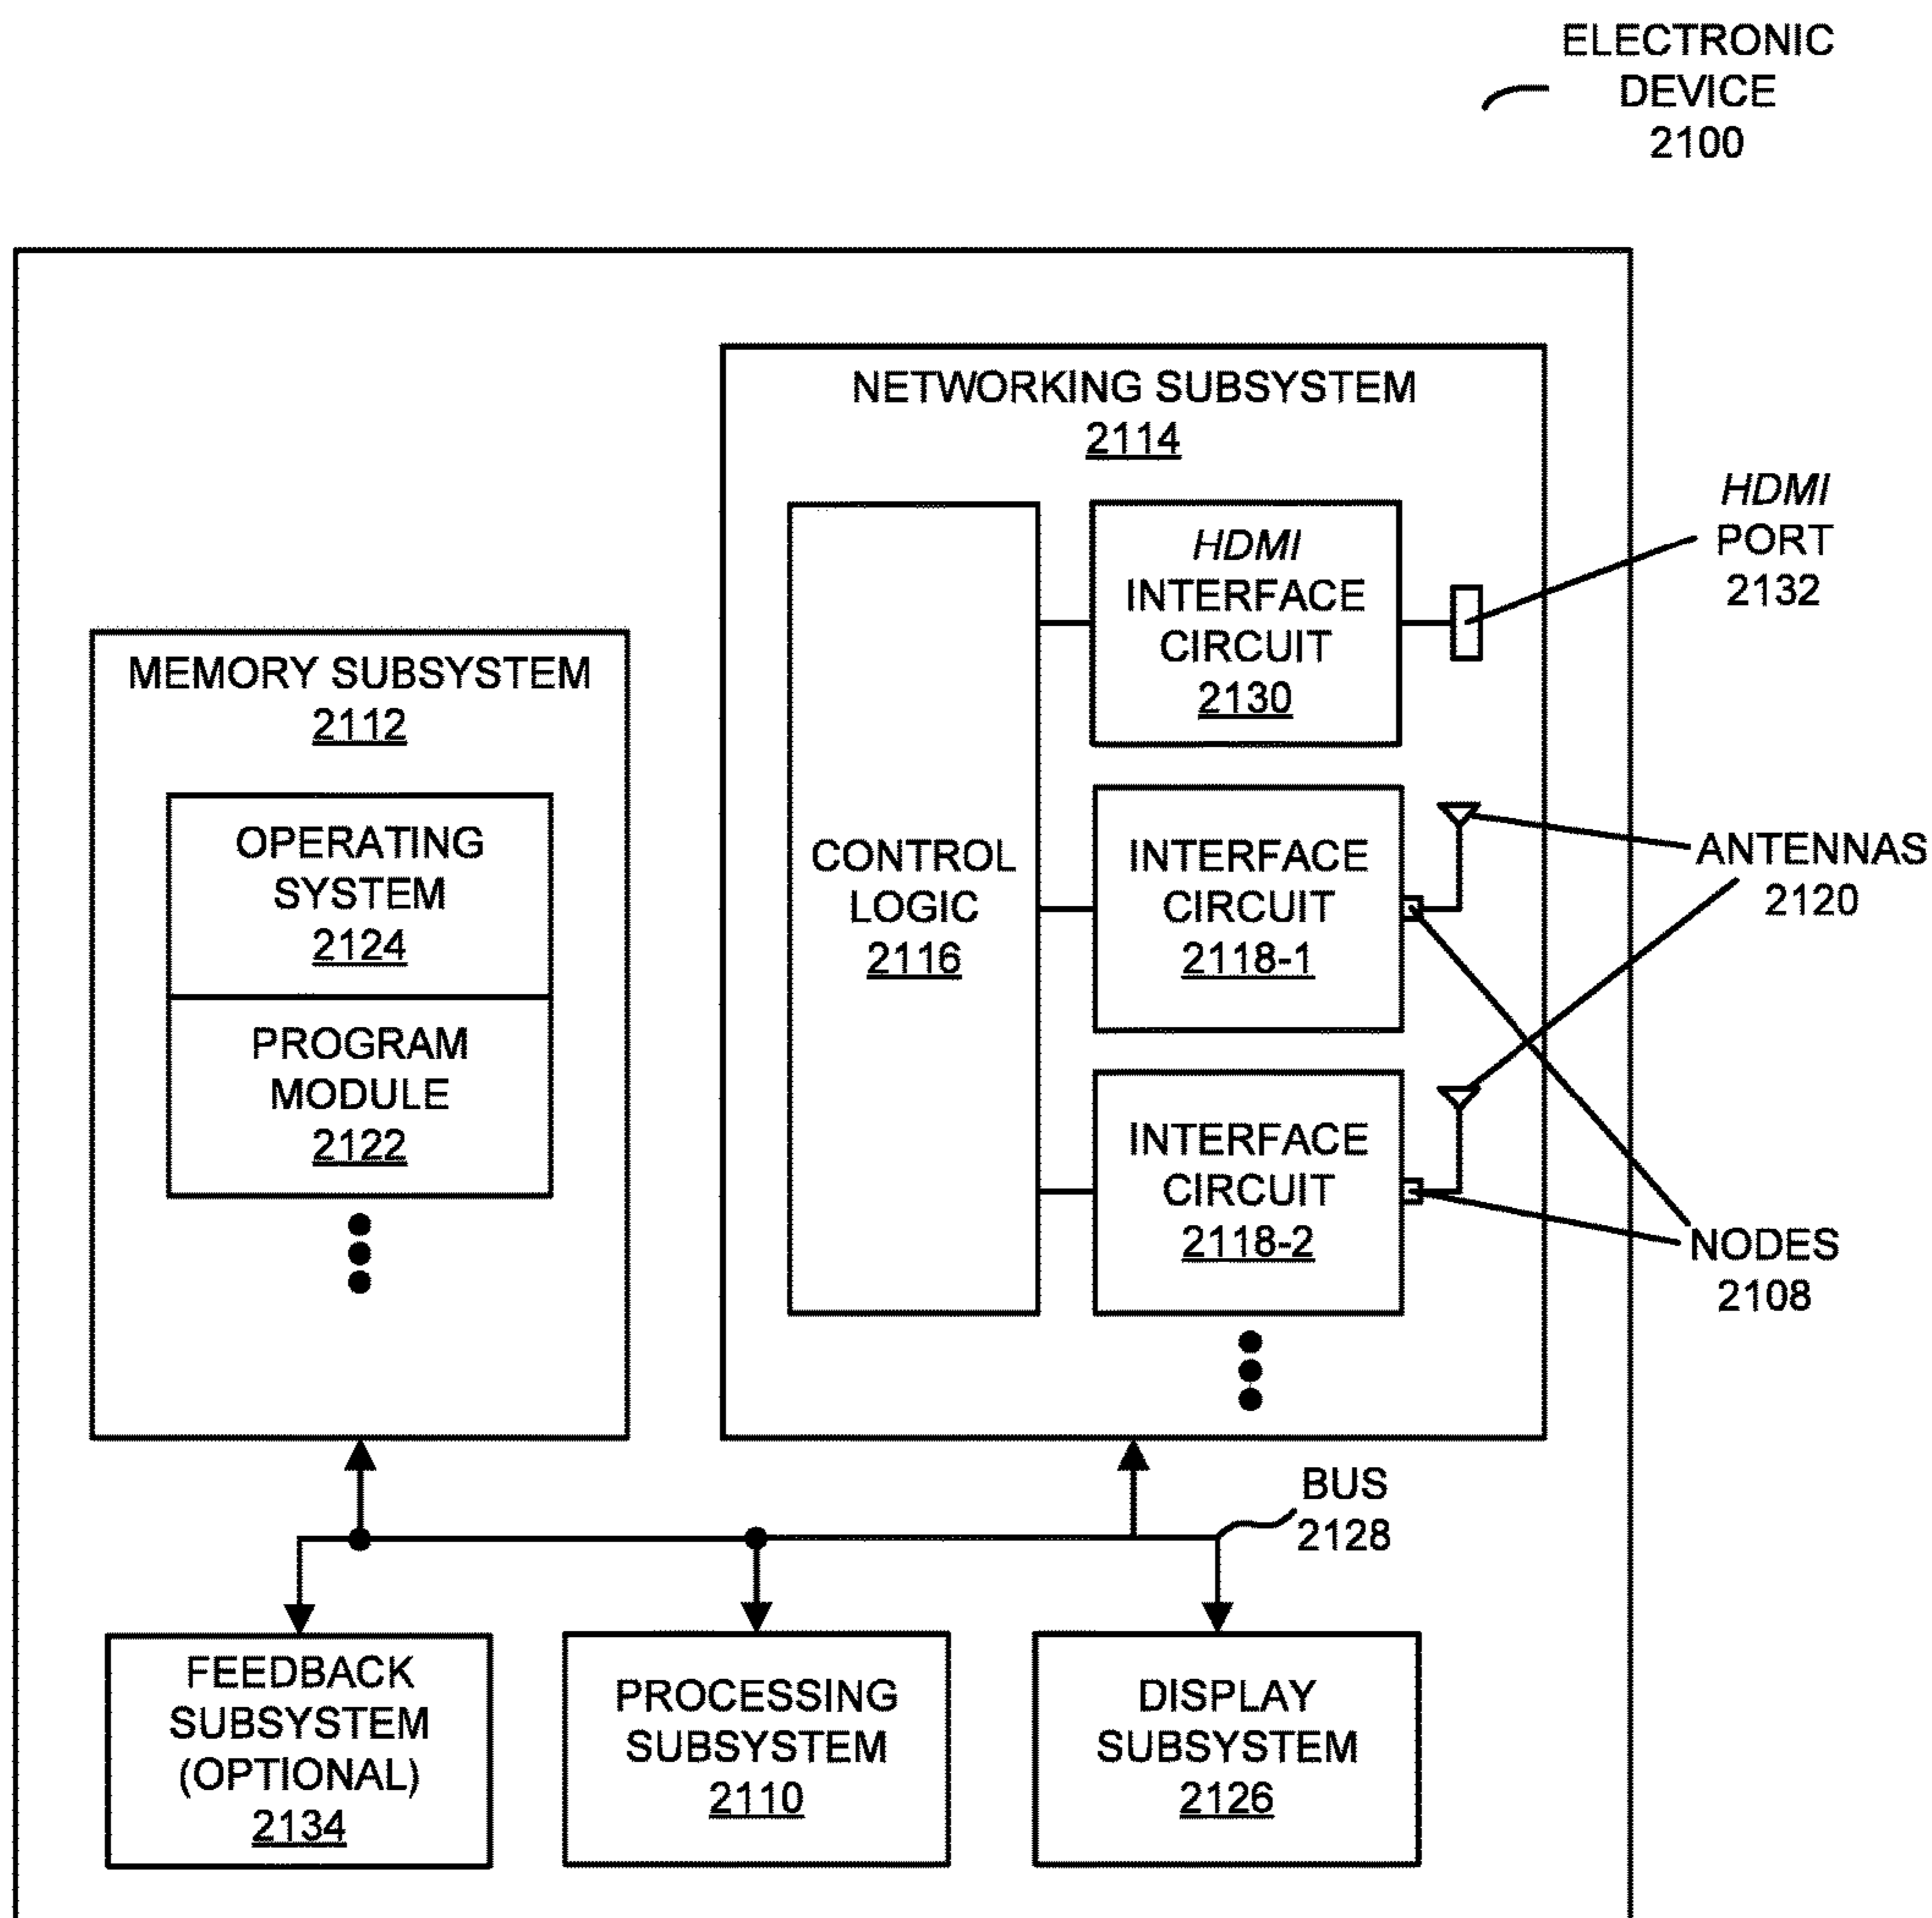 ELECTRONIC
DEVICE
2100
NETWORKING SUBSYSTEM
2114
HDMI
INTERFACE
CIRCUIT
2130
HDMI
PORT
2132
MEMORY SUBSYSTEM
2112
OPERATING
SYSTEM
2124
PROGRAM
MODULE
2122
CONTROL
LOGIC
2116
INTERFACE
CIRCUIT
2118-1
ANTENNAS
2120
INTERFACE
CIRCUIT
2118-2
NODES
2108
BUS
2128
FEEDBACK
SUBSYSTEM
(OPTIONAL)
2134
PROCESSING
SUBSYSTEM
2110
DISPLAY
SUBSYSTEM
2126